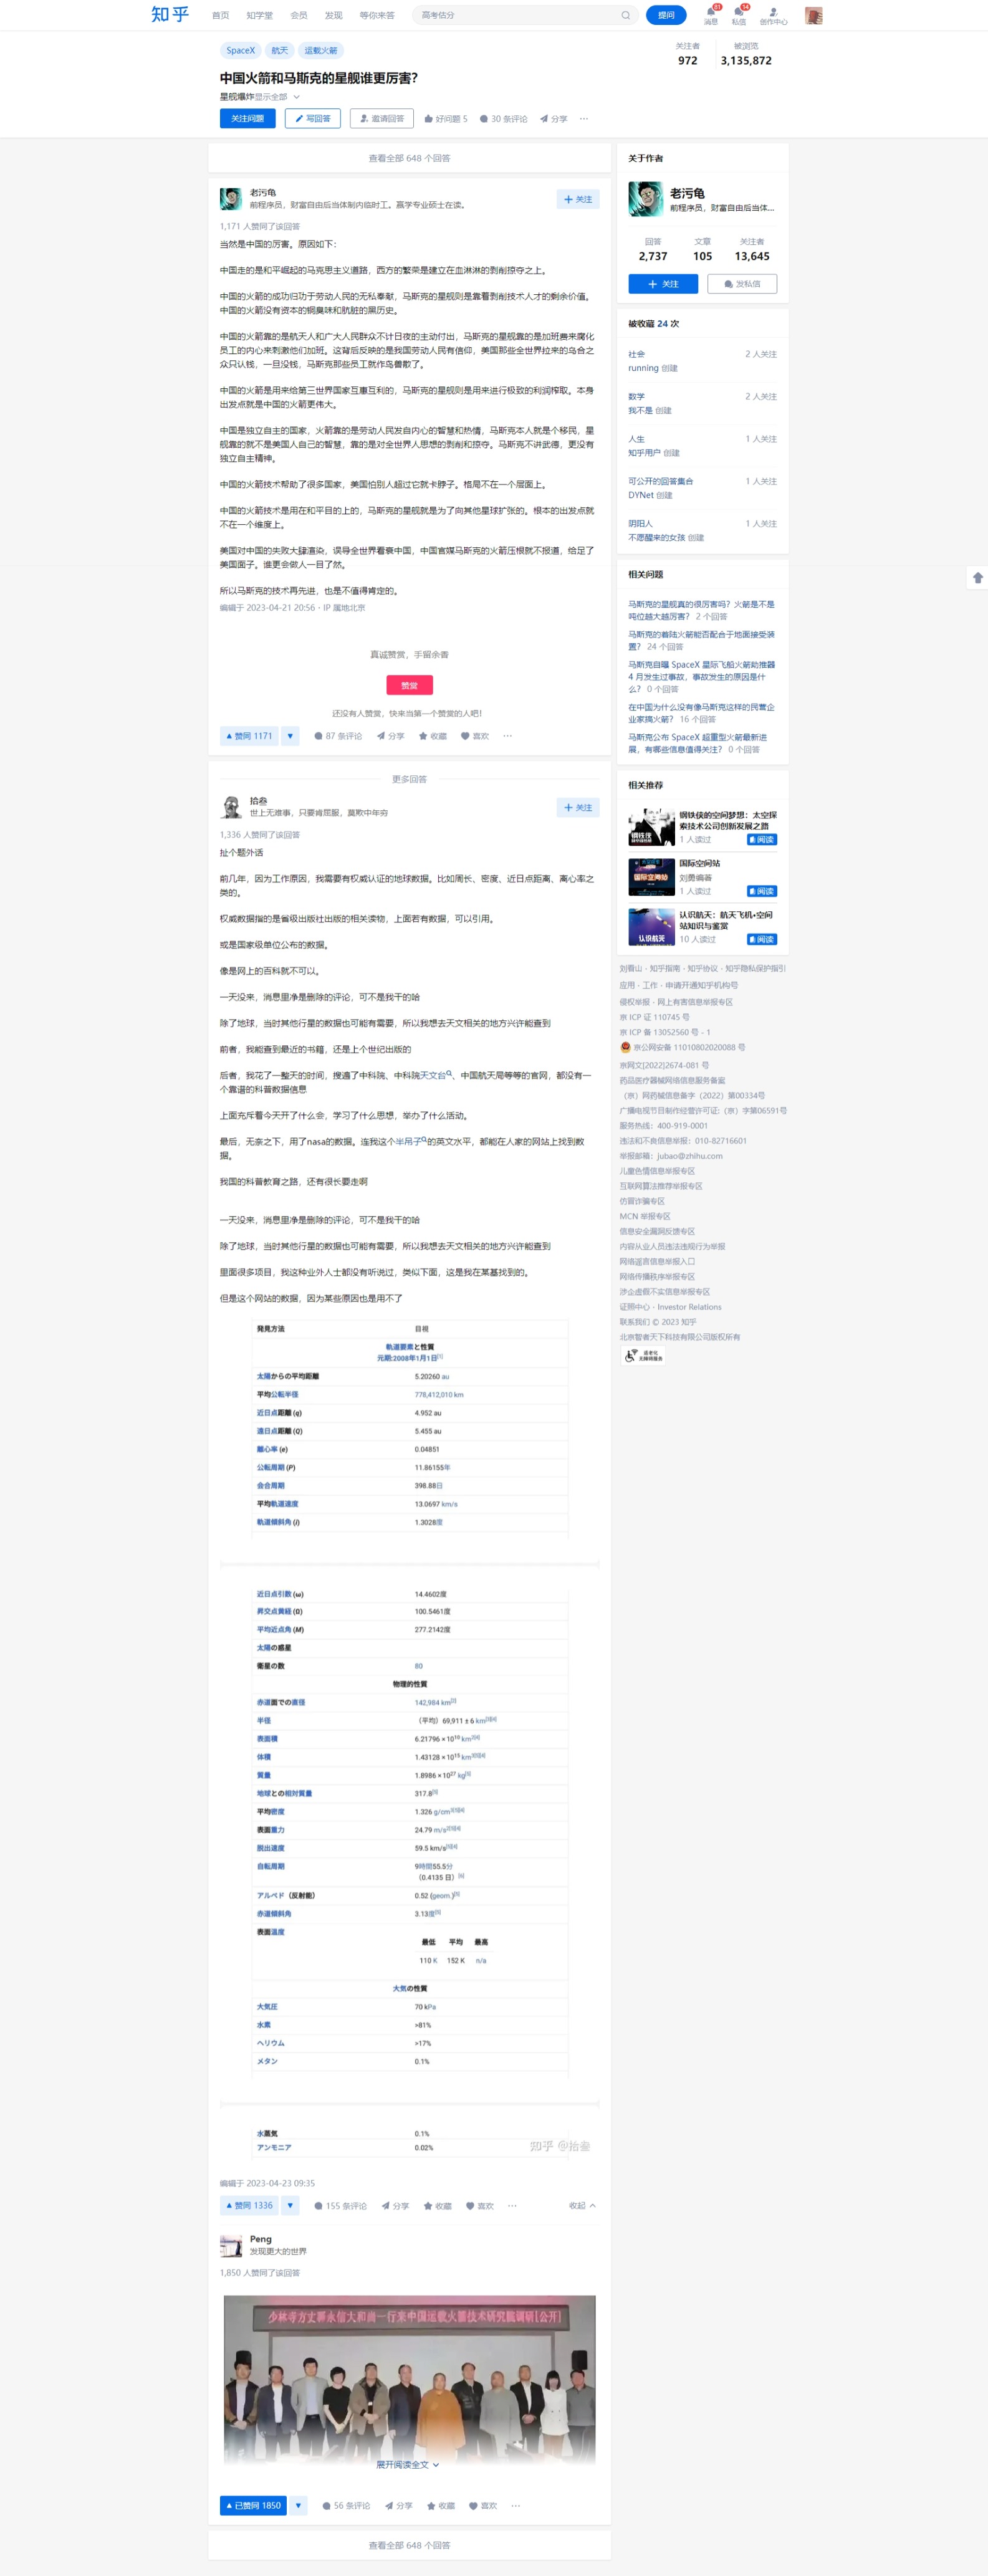 知乎
首页
知学堂
会员
发现
等你来答
高考估分
提问
81
消息
14
私信
创作中心
SpaceX
航天
运载火箭
关注者
972
被浏览
3,135,872
中国火箭和马斯克的星舰谁更厉害？
星舰爆炸显示全部
关注问题
写回答
邀请回答
好问题 5
30 条评论
分享
查看全部 648 个回答
老污龟
前程序员，财富自由后当体制内临时工。赢学专业硕士在读。
+ 关注
1,171 人赞同了该回答
当然是中国的厉害。原因如下：
中国走的是和平崛起的马克思主义道路，西方的繁荣是建立在血淋淋的剥削掠夺之上。
中国的火箭的成功归功于劳动人民的无私奉献，马斯克的星舰则是靠着剥削技术人才的剩余价值。
中国的火箭没有资本的铜臭味和肮脏的黑历史。
中国的火箭靠的是航天人和广大人民群众不计日夜的主动付出，马斯克的星舰靠的是加班费来腐化
员工的内心来刺激他们加班。这背后反映的是我国劳动人民有信仰，美国那些全世界拉来的乌合之
众只认钱，一旦没钱，马斯克那些员工就作鸟兽散了。
中国的火箭是用来给第三世界国家互惠互利的，马斯克的星舰则是用来进行极致的利润榨取。本身
出发点就是中国的火箭更伟大。
中国是独立自主的国家，火箭靠的是劳动人民发自内心的智慧和热情，马斯克本人就是个移民，星
舰靠的就不是美国人自己的智慧，靠的是对全世界人思想的剥削和掠夺。马斯克不讲武德，更没有
独立自主精神。
中国的火箭技术帮助了很多国家，美国怕别人超过它就卡脖子。格局不在一个层面上。
中国的火箭技术是用在和平目的上的，马斯克的星舰就是为了向其他星球扩张的。根本的出发点就
不在一个维度上。
美国对中国的失败大肆渲染，误导全世界看衰中国，中国官媒马斯克的火箭压根就不报道，给足了
美国面子。谁更会做人一目了然。
所以马斯克的技术再先进，也是不值得肯定的。
编辑于 2023-04-21 20:56・IP 属地北京
真诚赞赏，手留余香
赞赏
还没有人赞赏，快来当第一个赞赏的人吧！
赞同 1171
87 条评论
分享
收藏
喜欢
更多回答
拾叁
世上无难事，只要肯屈服，莫欺中年穷
+ 关注
1,336 人赞同了该回答
扯个题外话
前几年，因为工作原因，我需要有权威认证的地球数据。比如周长、密度、近日点距离、离心率之
类的。
权威数据指的是省级出版社出版的相关读物，上面若有数据，可以引用。
或是国家级单位公布的数据。
像是网上的百科就不可以。
一天没来，消息里净是删除的评论，可不是我干的哈
除了地球，当时其他行星的数据也可能有需要，所以我想去天文相关的地方兴许能查到
前者，我能查到最近的书籍，还是上个世纪出版的
后者，我花了一整天的时间，搜遍了中科院、中科院天文台、中国航天局等等的官网，都没有一
个靠谱的科普数据信息
上面充斥着今天开了什么会，学习了什么思想，举办了什么活动。
最后，无奈之下，用了nasa的数据。连我这个半吊子的英文水平，都能在人家的网站上找到数
据。
我国的科普教育之路，还有很长要走啊
一天没来，消息里净是删除的评论，可不是我干的哈
除了地球，当时其他行星的数据也可能有需要，所以我想去天文相关的地方兴许能查到
里面很多项目，我这种业外人士都没有听说过，类似下面，这是我在某基找到的。
但是这个网站的数据，因为某些原因也是用不了
発見方法 目視
軌道要素と性質
元期:2008年1月1日[1]
太陽からの平均距離 5.20260 au
平均公転半径 778,412,010 km
近日点距離 (q) 4.952 au
遠日点距離 (Q) 5.455 au
離心率 (e) 0.04851
公転周期 (P) 11.86155年
会合周期 398.88日
平均軌道速度 13.0697 km/s
軌道傾斜角 (i) 1.3028度
近日点引数 (ω) 14.4602度
昇交点黄経 (Ω) 100.5461度
平均近点角 (M) 277.2142度
太陽の惑星
衛星の数 80
物理的性質
赤道面での直径 142,984 km
半径 （平均）69,911 ± 6 km
表面積 6.21796 × 10¹⁰ km²
体積 1.43128 × 10¹⁵ km³
質量 1.8986 × 10²⁷ kg
地球との相対質量 317.8
平均密度 1.326 g/cm³
表面重力 24.79 m/s²
脱出速度 59.5 km/s
自転周期 9時間55.5分
（0.4135 日）
アルベド（反射能） 0.52 (geom.)
赤道傾斜角 3.13度
表面温度
最低 平均 最高
110 K 152 K n/a
大気の性質
大気圧 70 kPa
水素 >81%
ヘリウム >17%
メタン 0.1%
水蒸気 0.1%
アンモニア 0.02%
知乎 @拾叁
编辑于 2023-04-23 09:35
赞同 1336
155 条评论
分享
收藏
喜欢
收起
Peng
发现更大的世界
1,850 人赞同了该回答
少林寺方丈释永信大和尚一行来中国运载火箭技术研究院调研[公开]
展开阅读全文
已赞同 1850
56 条评论
分享
收藏
喜欢
查看全部 648 个回答
关于作者
老污龟
前程序员，财富自由后当体...
回答
2,737
文章
105
关注者
13,645
+ 关注
发私信
被收藏 24 次
社会
2 人关注
running 创建
数学
2 人关注
我不是 创建
人生
1 人关注
知乎用户 创建
可公开的回答集合
1 人关注
DYNet 创建
阴阳人
1 人关注
不愿醒来的女孩 创建
相关问题
马斯克的星舰真的很厉害吗？火箭是不是
吨位越大越厉害？ 2 个回答
马斯克的着陆火箭能否配合于地面接受装
置？ 24 个回答
马斯克自曝 SpaceX 星际飞船火箭助推器
4 月发生过事故，事故发生的原因是什
么？ 0 个回答
在中国为什么没有像马斯克这样的民营企
业家搞火箭？ 16 个回答
马斯克公布 SpaceX 超重型火箭最新进
展，有哪些信息值得关注？ 0 个回答
相关推荐
钢铁侠
钢铁侠的空间梦想：太空探
索技术公司创新发展之路
1 人读过
阅读
国际空间站
国际空间站
刘勇编著
1 人读过
阅读
认识航天
认识航天：航天飞机•空间
站知识与鉴赏
10 人读过
阅读
刘看山・知乎指南・知乎协议・知乎隐私保护指引
应用・工作・申请开通知乎机构号
侵权举报・网上有害信息举报专区
京 ICP 证 110745 号
京 ICP 备 13052560 号 - 1
京公网安备 11010802020088 号
京网文[2022]2674-081 号
药品医疗器械网络信息服务备案
（京）网药械信息备字（2022）第00334号
广播电视节目制作经营许可证:（京）字第06591号
服务热线：400-919-0001
违法和不良信息举报：010-82716601
举报邮箱：jubao@zhihu.com
儿童色情信息举报专区
互联网算法推荐举报专区
仿冒诈骗专区
MCN 举报专区
信息安全漏洞反馈专区
内容从业人员违法违规行为举报
网络谣言信息举报入口
网络传播秩序举报专区
涉企虚假不实信息举报专区
证照中心・Investor Relations
联系我们 © 2023 知乎
北京智者天下科技有限公司版权所有
适老化
无障碍服务